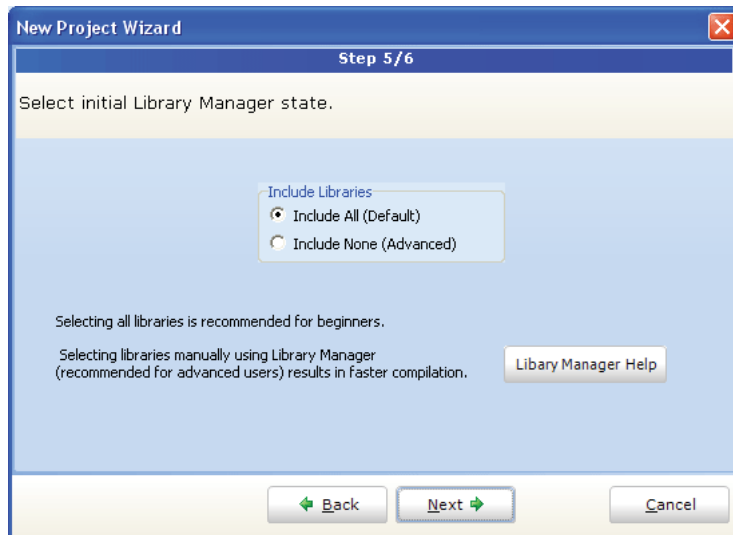 New Project Wizard
Step 5/6
Select initial Library Manager state.
Include Libraries
Include All (Default)
Include None (Advanced)
Selecting all libraries is recommended for beginners.
Selecting libraries manually using Library Manager
(recommended for advanced users) results in faster compilation.
Libary Manager Help
Back
Next
Cancel